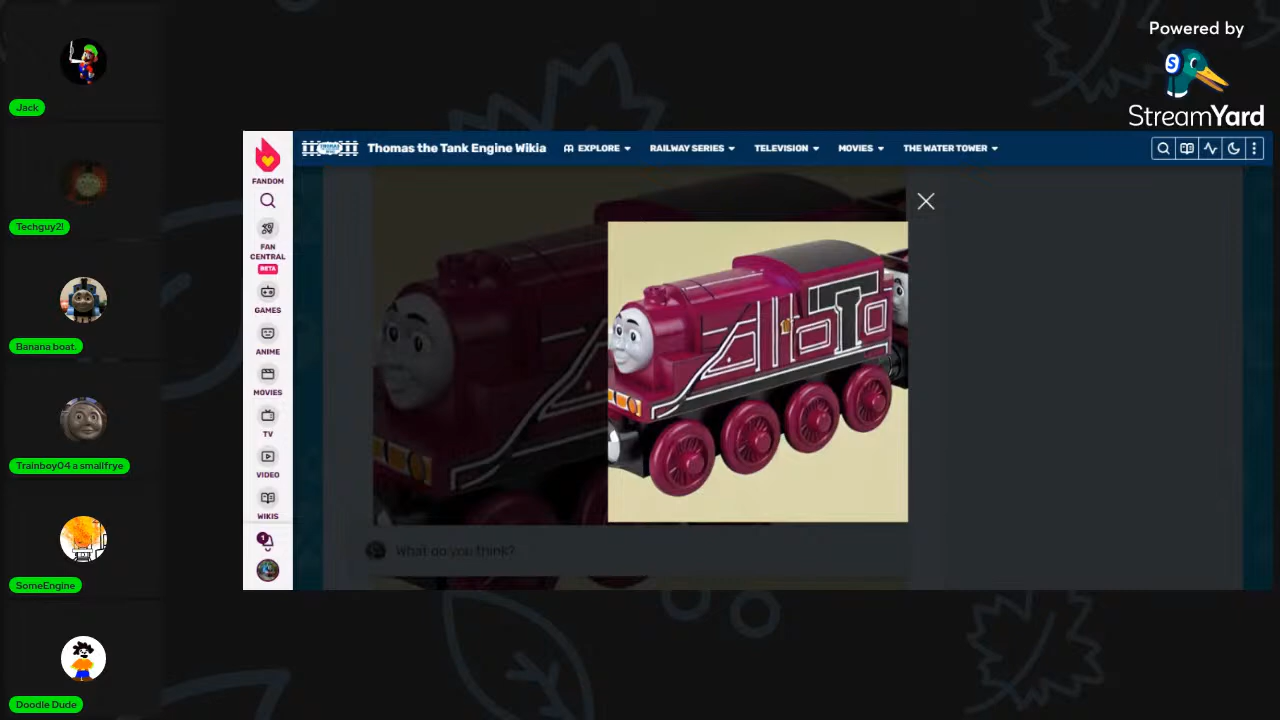 Powered by
StreamYard
Jack
Techguy2!
Banana boat.
Trainboy04 a smallfrye
SomeEngine
Doodle Dude
FANDOM
FAN
CENTRAL
BETA
GAMES
ANIME
MOVIES
TV
VIDEO
WIKIS
1
Thomas the Tank Engine Wikia
EXPLORE
RAILWAY SERIES
TELEVISION
MOVIES
THE WATER TOWER
What do you think?